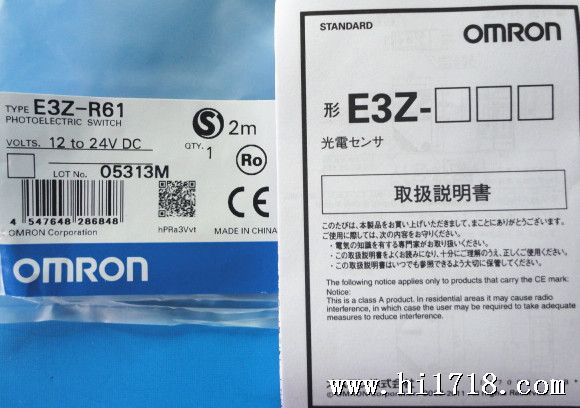 TYPE E3Z-R61
PHOTOELECTRIC SWITCH
VOLTS. 12 to 24V DC
S 2m
QTY. 1
Ro
LOT No. 05313M
4 547648 286848
hPRa3Vvt
CE
OMRON Corporation
MADE IN CHINA
OMRON
STANDARD
OMRON
形 E3Z-□□□
光電センサ
取扱説明書
このたびは、本製品をお買い上げいただきまして、まことにありがとうございます。
ご使用に際しては、次の内容をお守りください。
・電気の知識を有する専門家がお取り扱いください。
・この取扱説明書をよくお読みになり、十分にご理解のうえ、正しくご使用ください。
・この取扱説明書はいつでも参照できるよう大切に保管してください。
The following notice applies only to products that carry the CE mark:
Notice:
This is a class A product. In residential areas it may cause radio
interference, in which case the user may be required to take adequate
measures to reduce interference.
www.hi1718.com